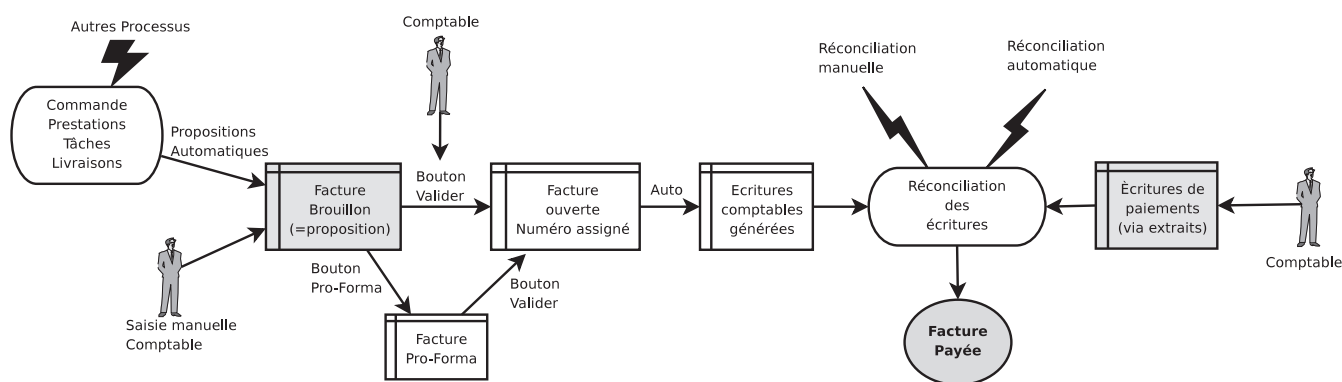 Autres Processus
Commande
Prestations
Tâches
Livraisons
Propositions
Automatiques
Saisie manuelle
Comptable
Facture
Brouillon
(=proposition)
Comptable
Bouton
Valider
Bouton
Pro-Forma
Facture
Pro-Forma
Bouton
Valider
Facture
ouverte
Numéro assigné
Auto
Ecritures
comptables
générées
Réconciliation
manuelle
Réconciliation
automatique
Réconciliation
des
écritures
Facture
Payée
Ècritures de
paiements
(via extraits)
Comptable